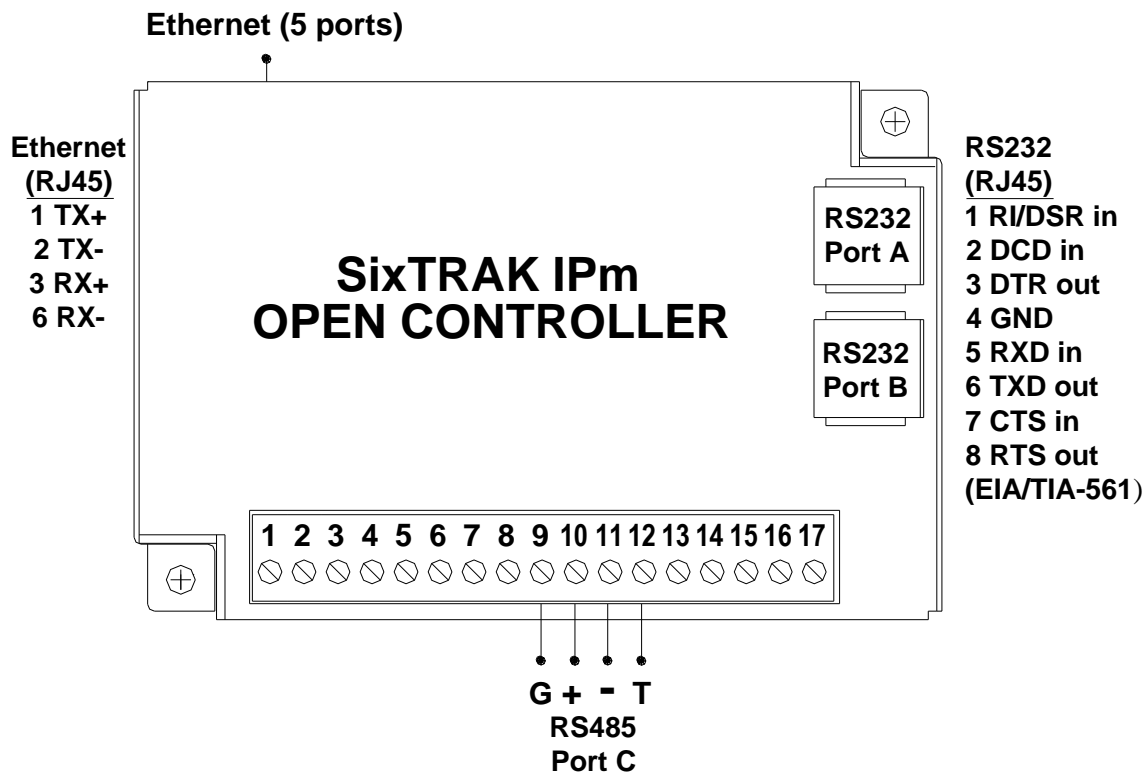 Ethernet (5 ports)
Ethernet
(RJ45)
1 TX+
2 TX-
3 RX+
6 RX-
SixTRAK IPm
OPEN CONTROLLER
RS232
Port A
RS232
Port B
RS232
(RJ45)
1 RI/DSR in
2 DCD in
3 DTR out
4 GND
5 RXD in
6 TXD out
7 CTS in
8 RTS out
(EIA/TIA-561)
1 2 3 4 5 6 7 8 9 10 11 12 13 14 15 16 17
G + - T
RS485
Port C